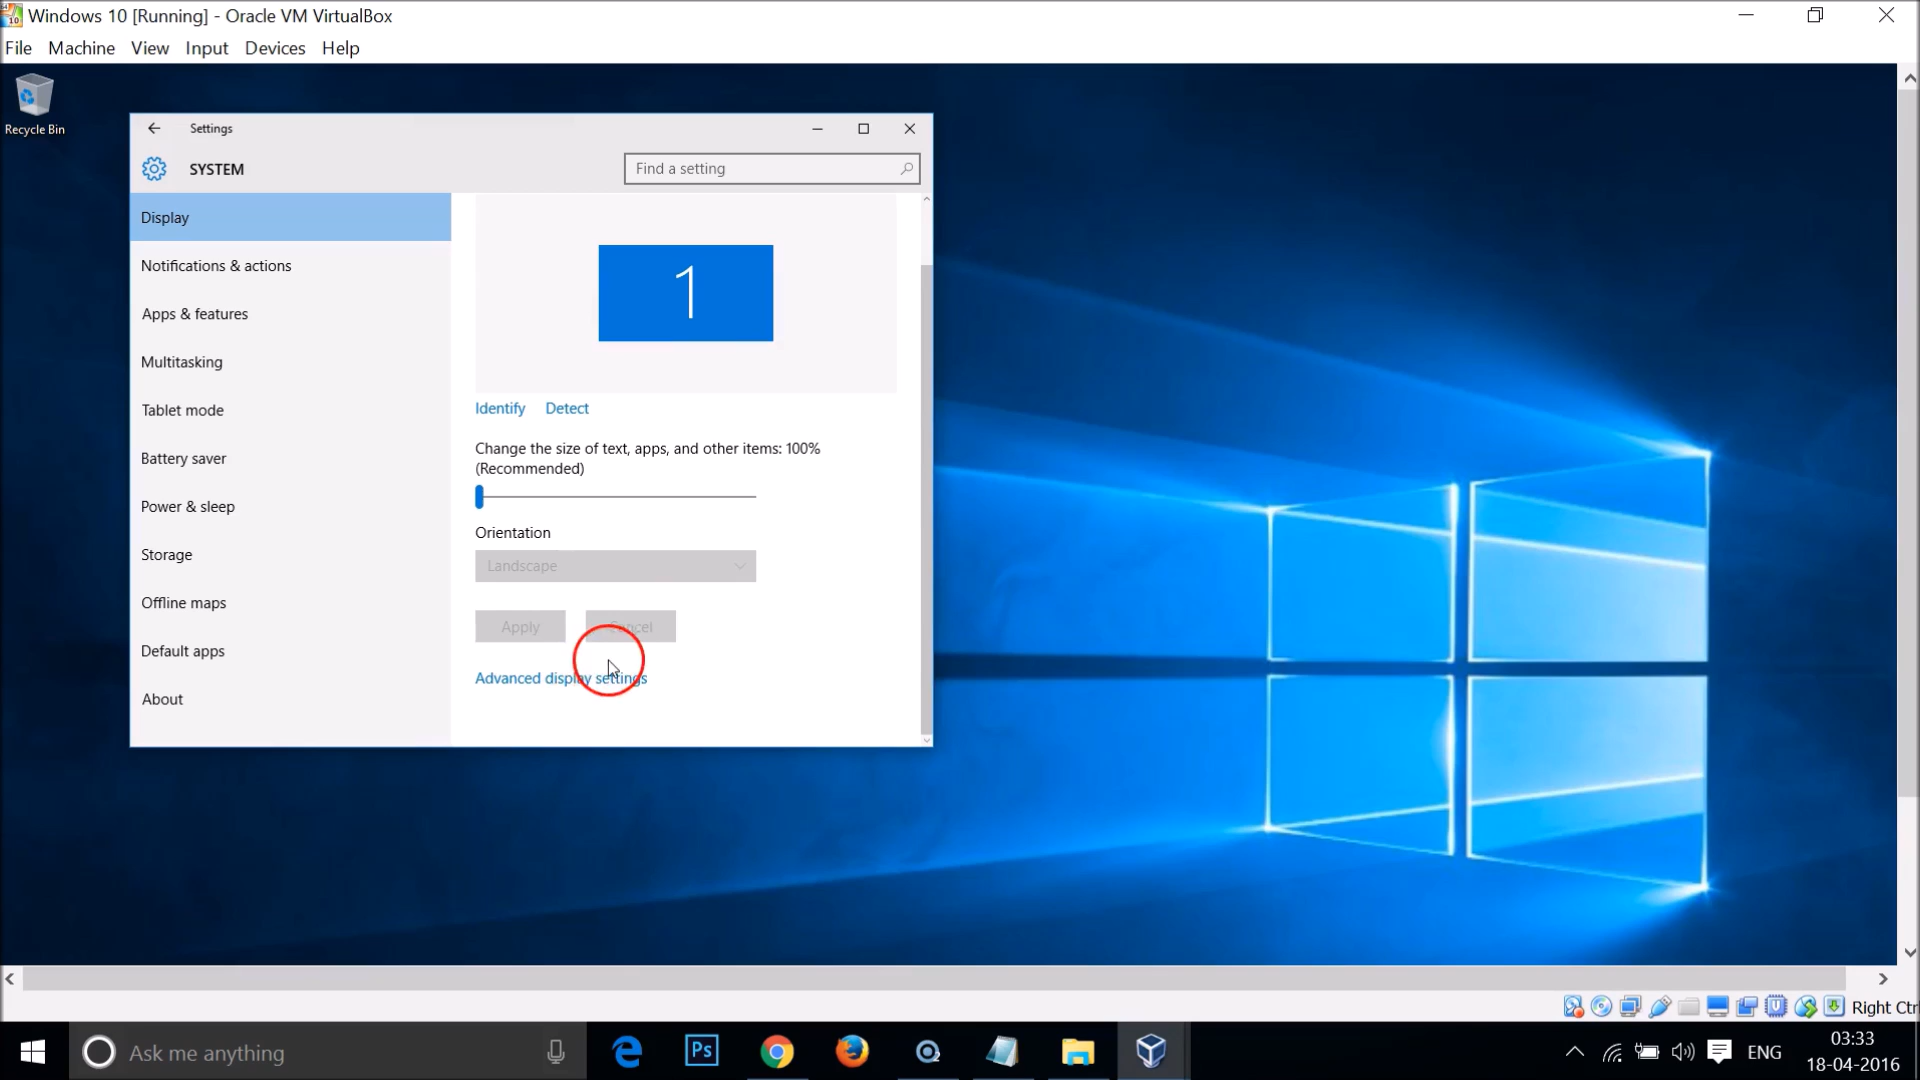 Windows 10 [Running] - Oracle VM VirtualBox
File Machine View Input Devices Help
Recycle Bin
Settings
SYSTEM
Find a setting
Display
Notifications & actions
Apps & features
Multitasking
Tablet mode
Battery saver
Power & sleep
Storage
Offline maps
Default apps
About
1
Identify Detect
Change the size of text, apps, and other items: 100%
(Recommended)
Orientation
Landscape
Apply Cancel
Advanced display settings
Right Ctrl
Ask me anything
Ps
ENG
03:33
18-04-2016